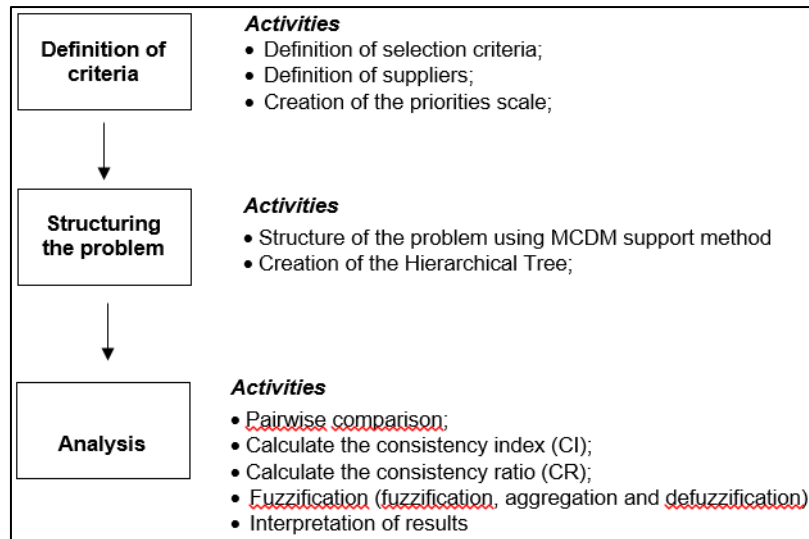 Definition of
criteria
Activities
• Definition of selection criteria;
• Definition of suppliers;
• Creation of the priorities scale;
Structuring
the problem
Activities
• Structure of the problem using MCDM support method
• Creation of the Hierarchical Tree;
Analysis
Activities
• Pairwise comparison;
• Calculate the consistency index (CI);
• Calculate the consistency ratio (CR);
• Fuzzification (fuzzification, aggregation and defuzzification)
• Interpretation of results